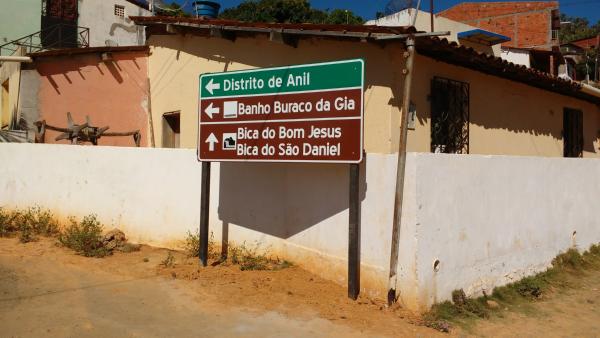 Distrito de Anil
Banho Buraco da Gia
Bica do Bom Jesus
Bica do São Daniel